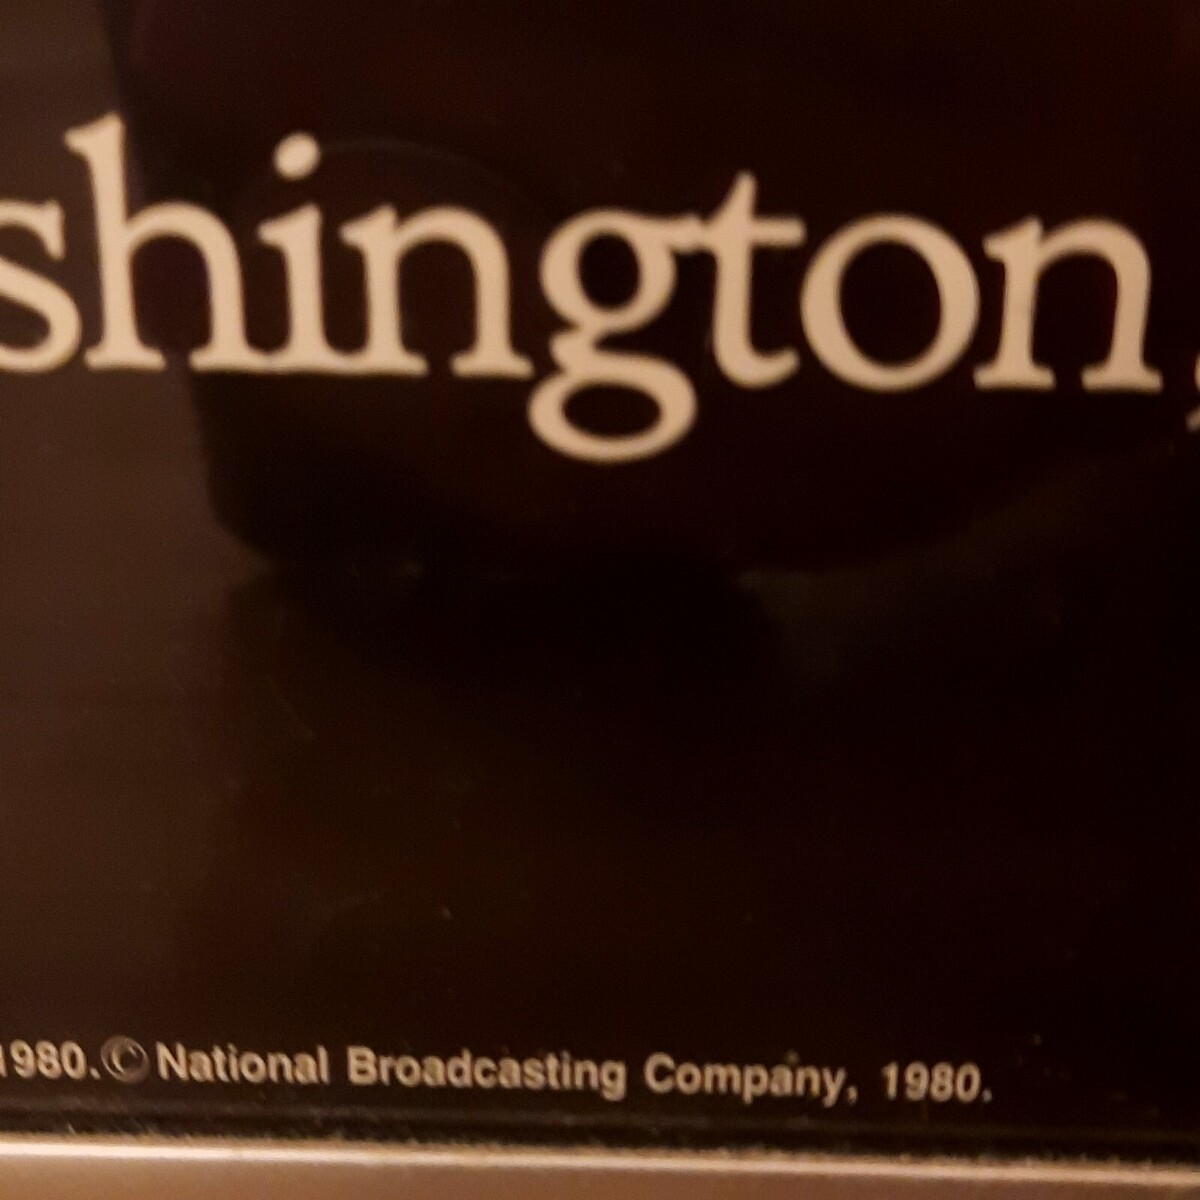 shington,
1980. © National Broadcasting Company, 1980.